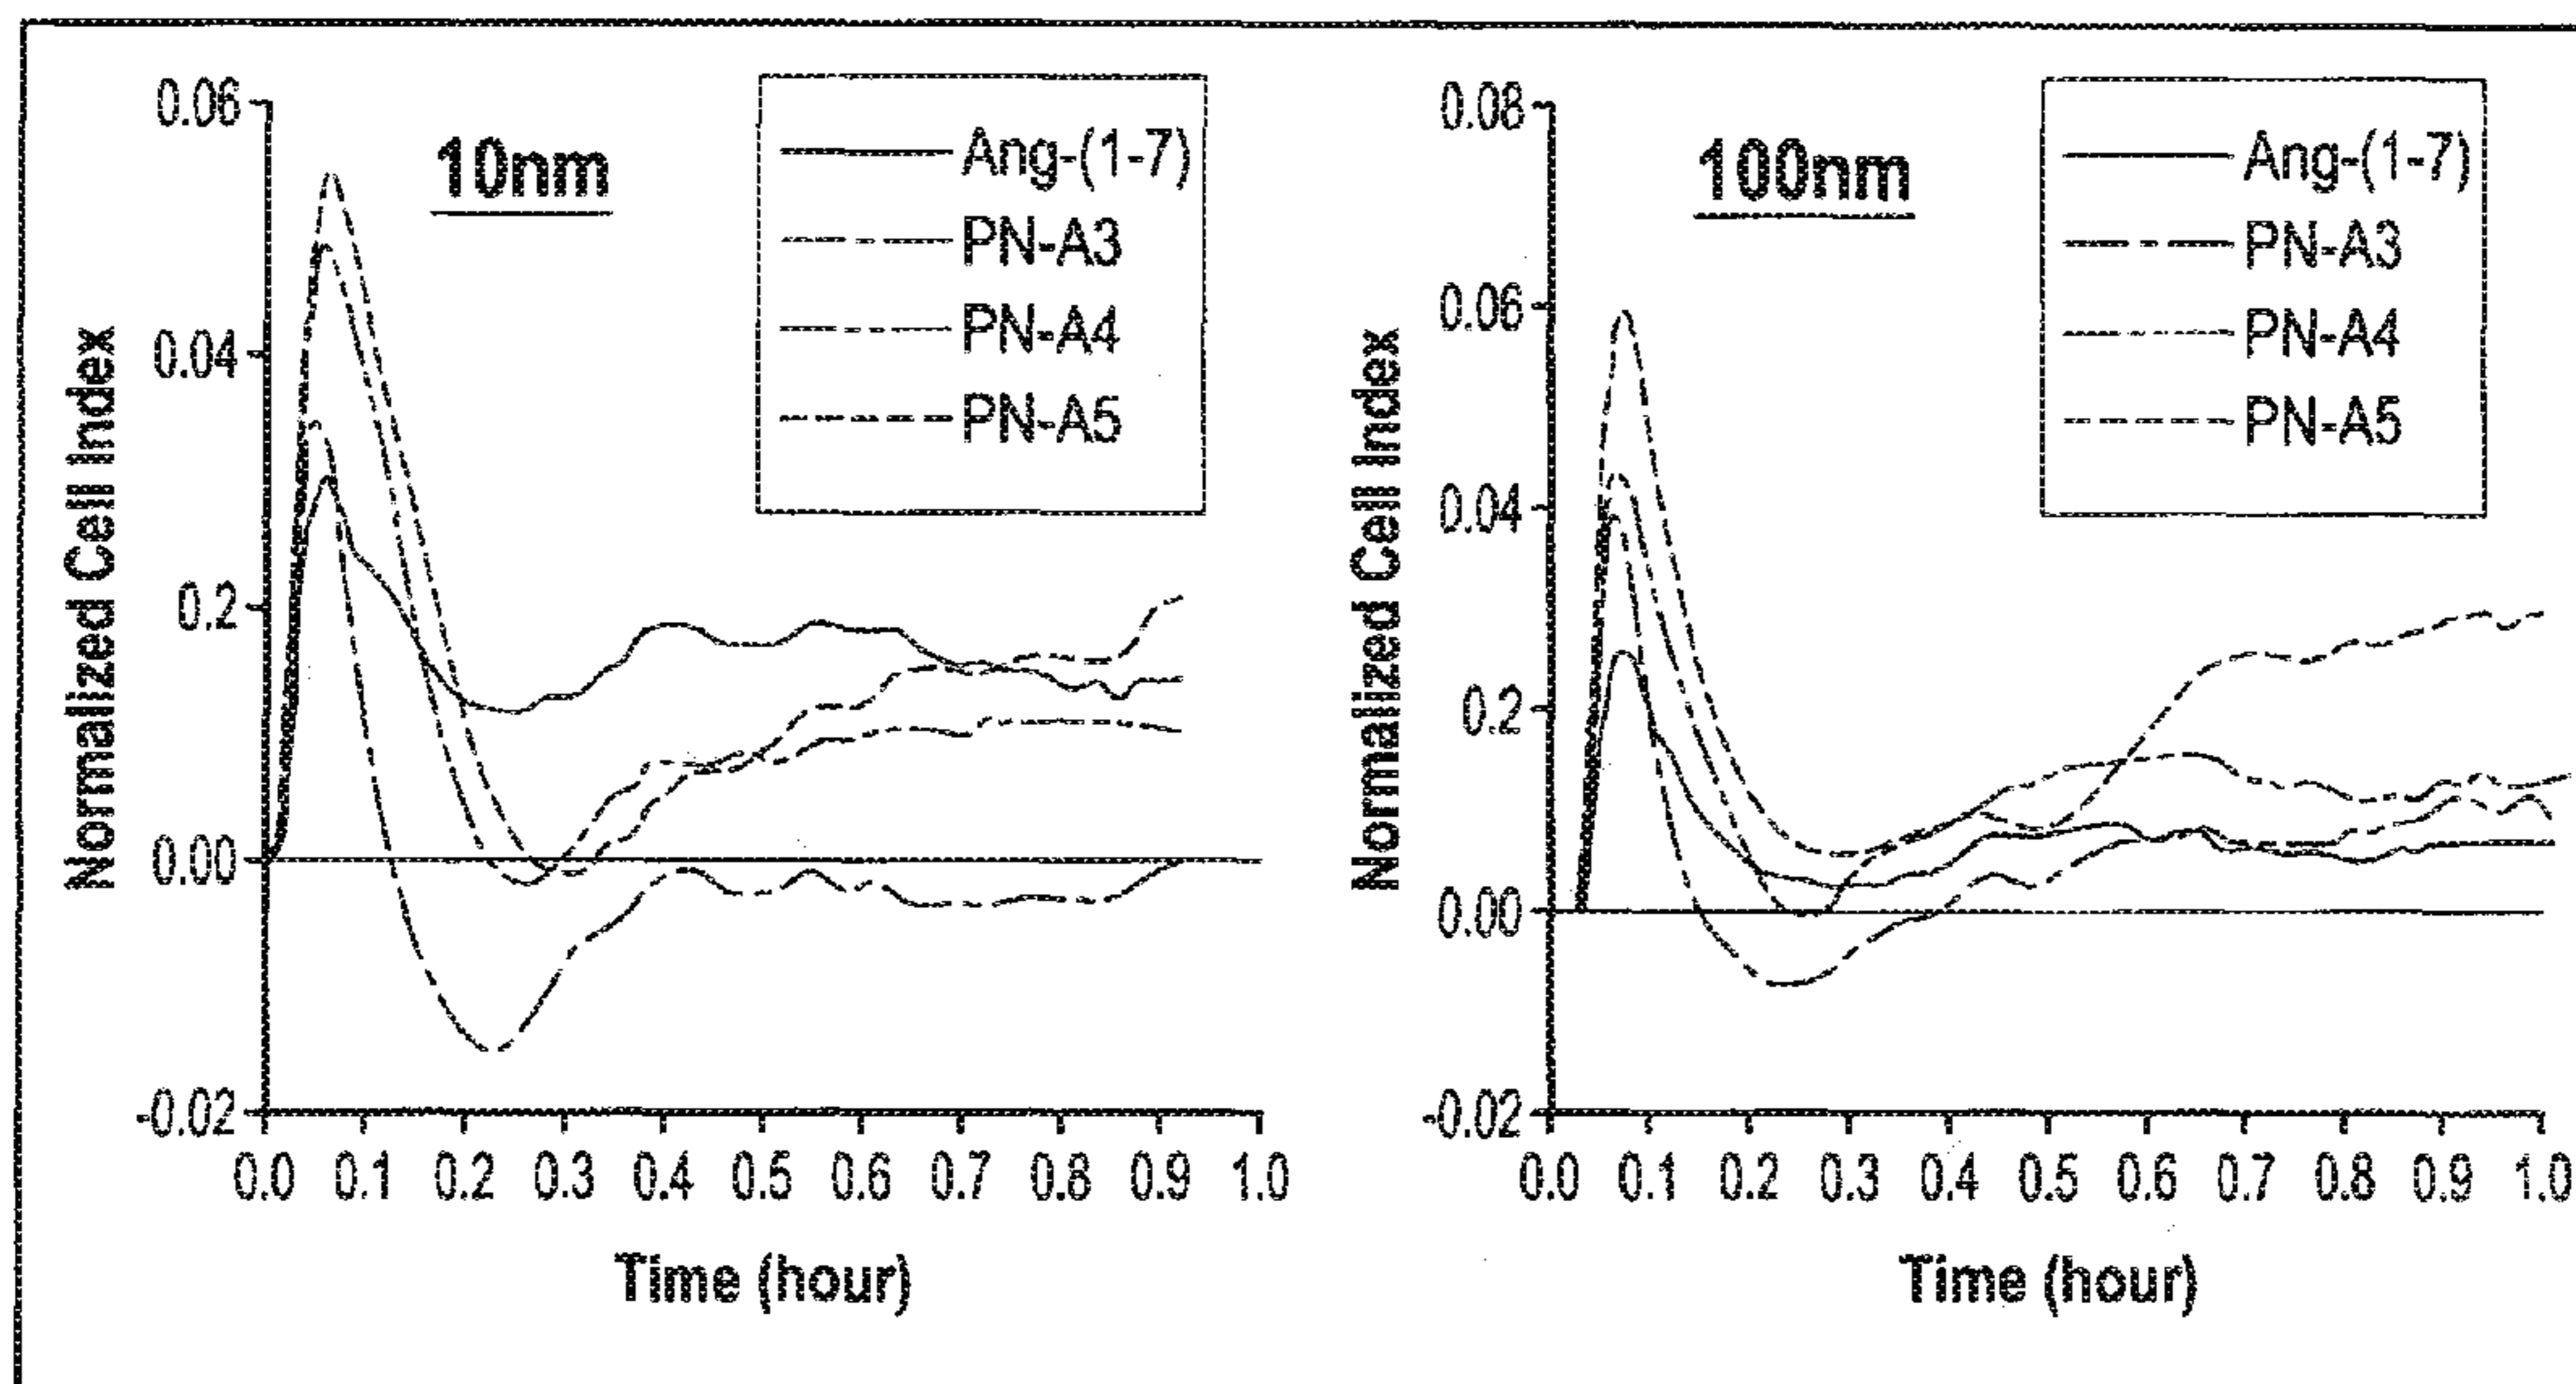 10nm
Ang-(1-7)
PN-A3
PN-A4
PN-A5
Normalized Cell Index
0.06
0.04
0.2
0.00
-0.02
0.0 0.1 0.2 0.3 0.4 0.5 0.6 0.7 0.8 0.9 1.0
Time (hour)
100nm
Ang-(1-7)
PN-A3
PN-A4
PN-A5
Normalized Cell Index
0.08
0.06
0.04
0.2
0.00
-0.02
0.0 0.1 0.2 0.3 0.4 0.5 0.6 0.7 0.8 0.9 1.0
Time (hour)